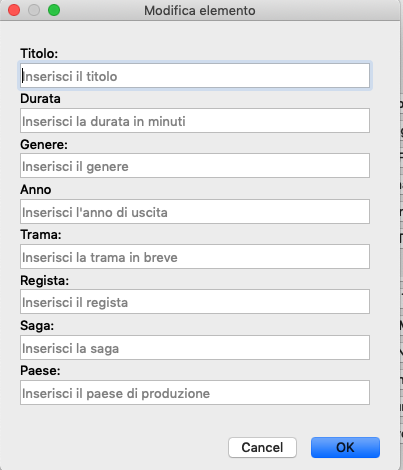 Modifica elemento
Titolo:
Inserisci il titolo
Durata
Inserisci la durata in minuti
Genere:
Inserisci il genere
Anno
Inserisci l'anno di uscita
Trama:
Inserisci la trama in breve
Regista:
Inserisci il regista
Saga:
Inserisci la saga
Paese:
Inserisci il paese di produzione
Cancel
OK